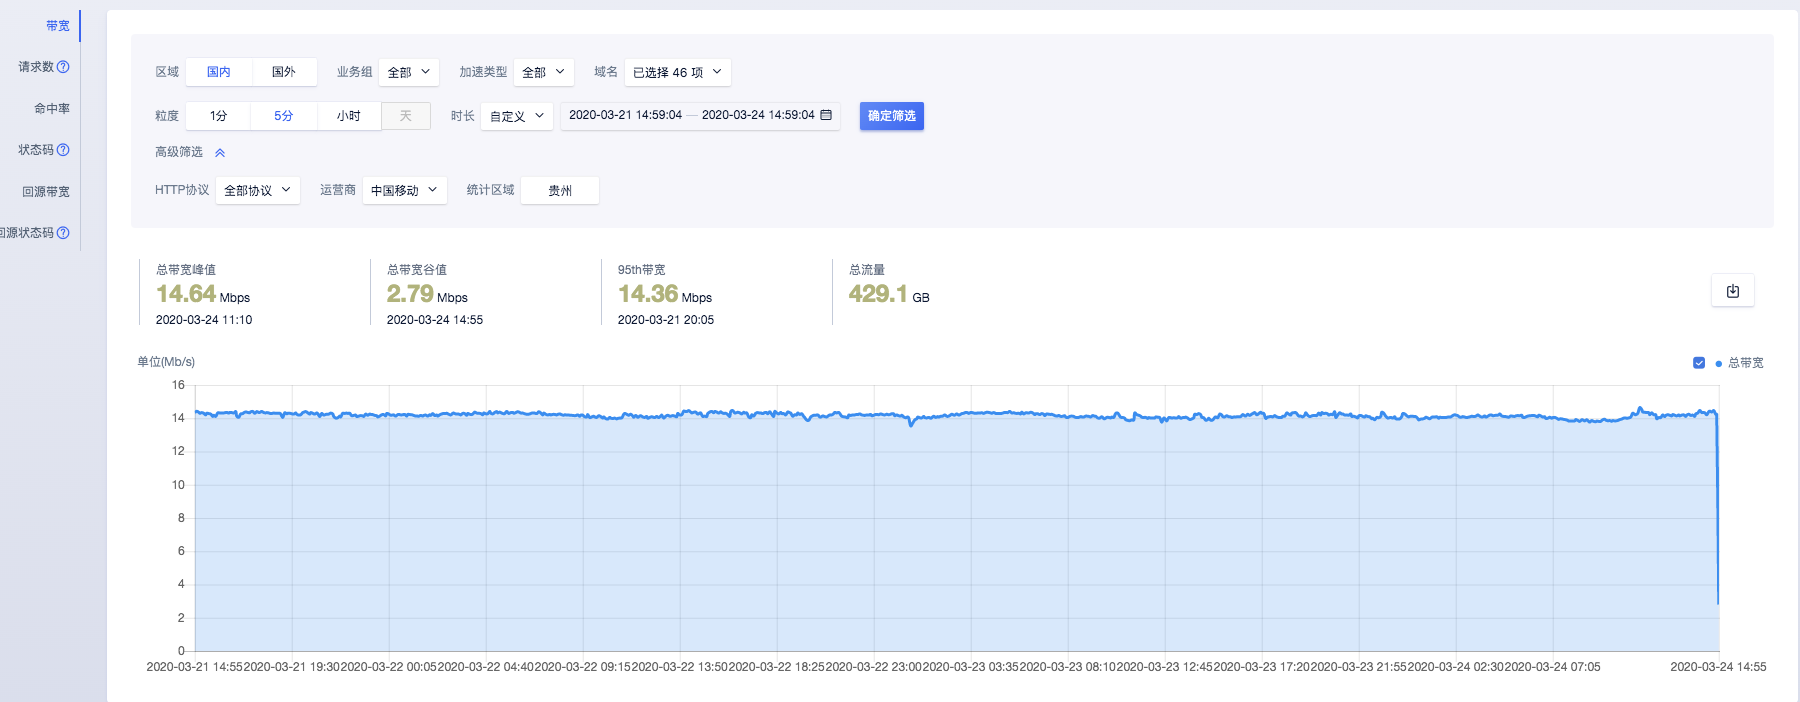 带宽
请求数
命中率
状态码
回源带宽
回源状态码
区域 国内 国外 业务组 全部 加速类型 全部 域名 已选择 46 项
粒度 1分 5分 小时 天 时长 自定义 2020-03-21 14:59:04 — 2020-03-24 14:59:04 确定筛选
高级筛选
HTTP协议 全部协议 运营商 中国移动 统计区域 贵州
总带宽峰值
14.64 Mbps
2020-03-24 11:10
总带宽谷值
2.79 Mbps
2020-03-24 14:55
95th带宽
14.36 Mbps
2020-03-21 20:05
总流量
429.1 GB
单位(Mb/s)
总带宽
16
14
12
10
8
6
4
2
0
2020-03-21 14:55 2020-03-21 19:30 2020-03-22 00:05 2020-03-22 04:40 2020-03-22 09:15 2020-03-22 13:50 2020-03-22 18:25 2020-03-22 23:00 2020-03-23 03:35 2020-03-23 08:10 2020-03-23 12:45 2020-03-23 17:20 2020-03-23 21:55 2020-03-24 02:30 2020-03-24 07:05 2020-03-24 14:55